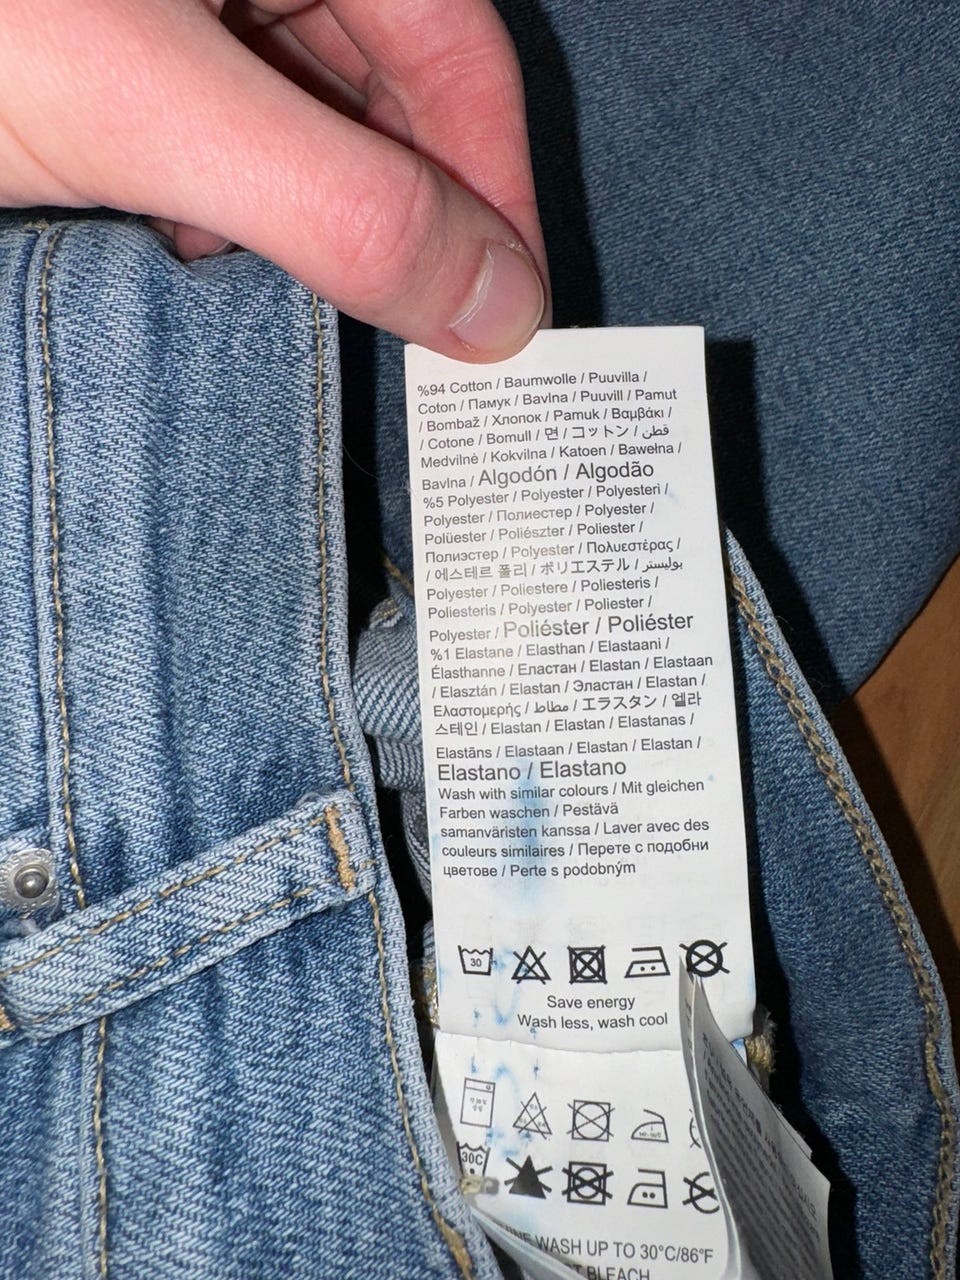 %94 Cotton / Baumwolle / Puuvilla /
Coton / Памук / Bavlna / Puuvill / Pamut
/ Bombaž / Хлопок / Pamuk / Βαμβάκι /
/ Cotone / Bomull / 면 / コットン / قطن
Medvilnė / Kokvilna / Katoen / Bawełna /
Bavlna / Algodón / Algodão
%5 Polyester / Polyester / Polyesteri /
Polyester / Полиестер / Polyester /
Polüester / Poliészter / Poliester /
Полиэстер / Polyester / Πολυεστέρας /
/ 에스테르 폴리 / ポリエステル / بوليستر
Polyester / Poliestere / Poliesteris /
Poliesteris / Polyester / Poliester /
Polyester / Poliéster / Poliéster
%1 Elastane / Elasthan / Elastaani /
Élasthanne / Еластан / Elastan / Elastaan
/ Elasztán / Elastan / Эластан / Elastan /
Ελαστομερής / مطاط / エラスタン / 엘라
스테인 / Elastan / Elastan / Elastanas /
Elastāns / Elastaan / Elastan / Elastan /
Elastano / Elastano
Wash with similar colours / Mit gleichen
Farben waschen / Pestävä
samanväristen kanssa / Laver avec des
couleurs similaires / Перете с подобни
цветове / Perte s podobným
30
Save energy
Wash less, wash cool
30C
WASH UP TO 30°C/86°F
BLEACH